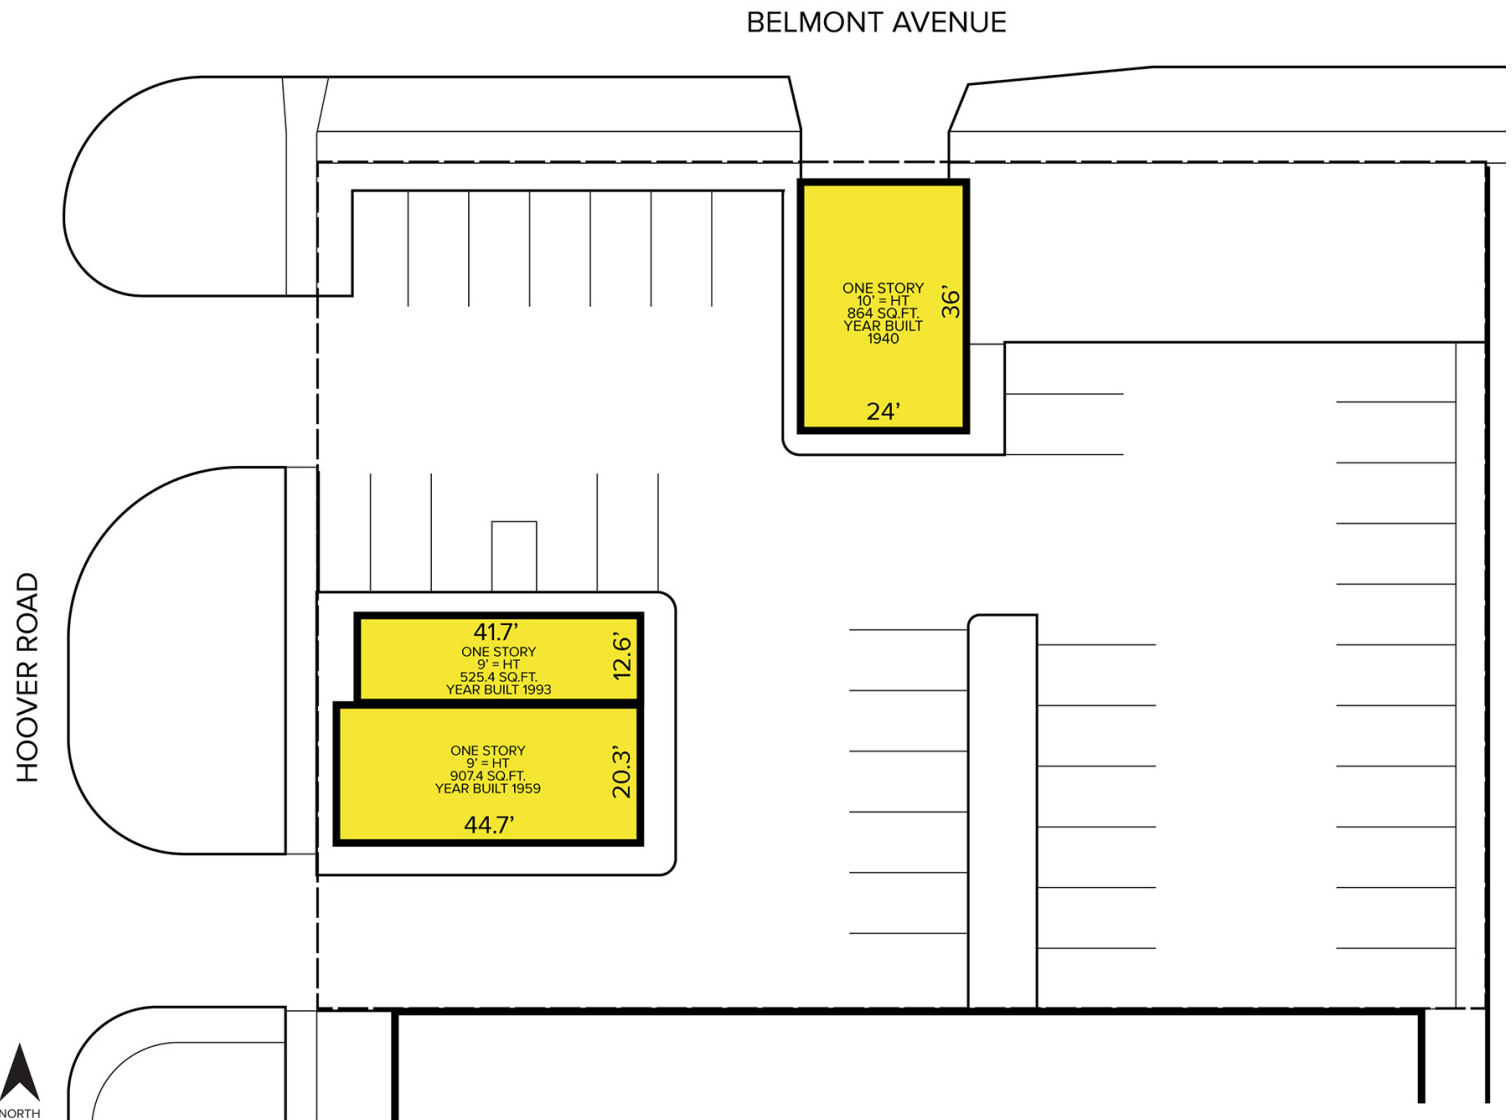 BELMONT AVENUE
ONE STORY
10' = HT
864 SQ.FT.
YEAR BUILT
1940
36'
24'
HOOVER ROAD
41.7'
ONE STORY
9' = HT
525.4 SQ.FT.
YEAR BUILT 1993
12.6'
ONE STORY
9' = HT
907.4 SQ.FT.
YEAR BUILT 1959
20.3'
44.7'
NORTH